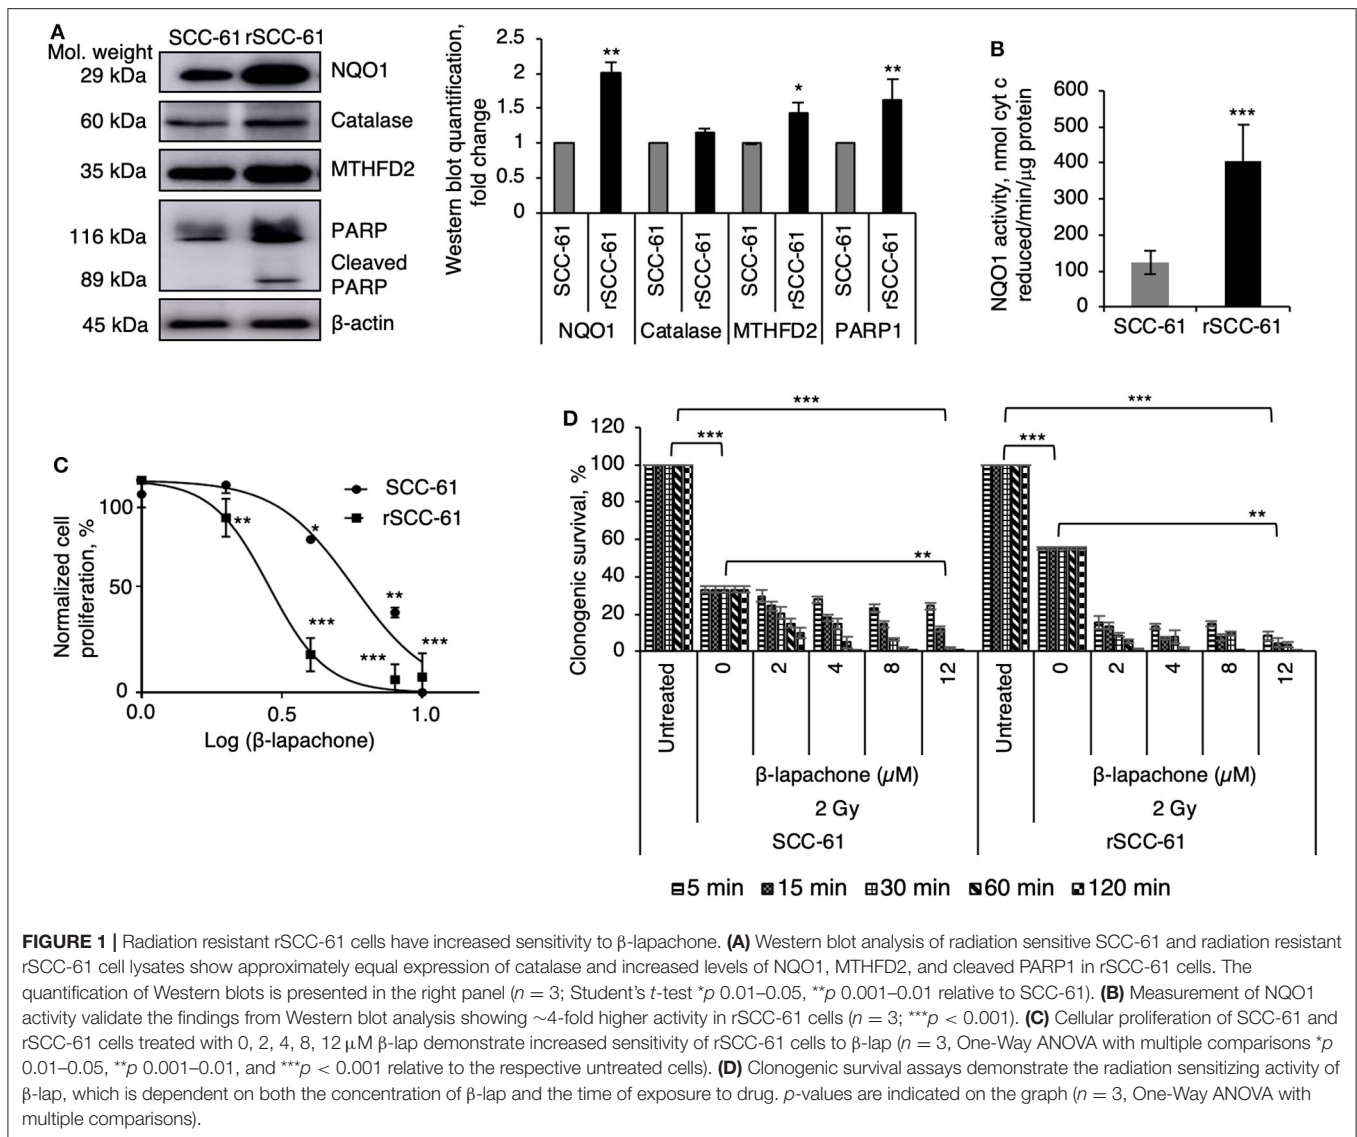 A
SCC-61 rSCC-61
Mol. weight
29 kDa
NQO1
60 kDa
Catalase
35 kDa
MTHFD2
116 kDa
PARP
Cleaved
89 kDa
PARP
45 kDa
β-actin
Western blot quantification,
fold change
2.5
2
1.5
1
0.5
0
**
*
**
SCC-61
rSCC-61
SCC-61
rSCC-61
SCC-61
rSCC-61
SCC-61
rSCC-61
NQO1
Catalase
MTHFD2
PARP1
B
NQO1 activity, nmol cyt c
reduced/min/µg protein
600
500
400
300
200
100
0
***
SCC-61
rSCC-61
C
Normalized cell
proliferation, %
100
50
0
0.0
0.5
1.0
Log (β-lapachone)
SCC-61
rSCC-61
**
*
***
**
***
***
D
Clonogenic survival, %
120
100
80
60
40
20
0
***
***
**
***
***
**
Untreated
0
2
4
8
12
Untreated
0
2
4
8
12
β-lapachone (µM)
β-lapachone (µM)
2 Gy
2 Gy
SCC-61
rSCC-61
5 min
15 min
30 min
60 min
120 min
FIGURE 1 | Radiation resistant rSCC-61 cells have increased sensitivity to β-lapachone. (A) Western blot analysis of radiation sensitive SCC-61 and radiation resistant
rSCC-61 cell lysates show approximately equal expression of catalase and increased levels of NQO1, MTHFD2, and cleaved PARP1 in rSCC-61 cells. The
quantification of Western blots is presented in the right panel (n = 3; Student's t-test *p 0.01–0.05, **p 0.001–0.01 relative to SCC-61). (B) Measurement of NQO1
activity validate the findings from Western blot analysis showing ~4-fold higher activity in rSCC-61 cells (n = 3; ***p < 0.001). (C) Cellular proliferation of SCC-61 and
rSCC-61 cells treated with 0, 2, 4, 8, 12 µM β-lap demonstrate increased sensitivity of rSCC-61 cells to β-lap (n = 3, One-Way ANOVA with multiple comparisons *p
0.01–0.05, **p 0.001–0.01, and ***p < 0.001 relative to the respective untreated cells). (D) Clonogenic survival assays demonstrate the radiation sensitizing activity of
β-lap, which is dependent on both the concentration of β-lap and the time of exposure to drug. p-values are indicated on the graph (n = 3, One-Way ANOVA with
multiple comparisons).